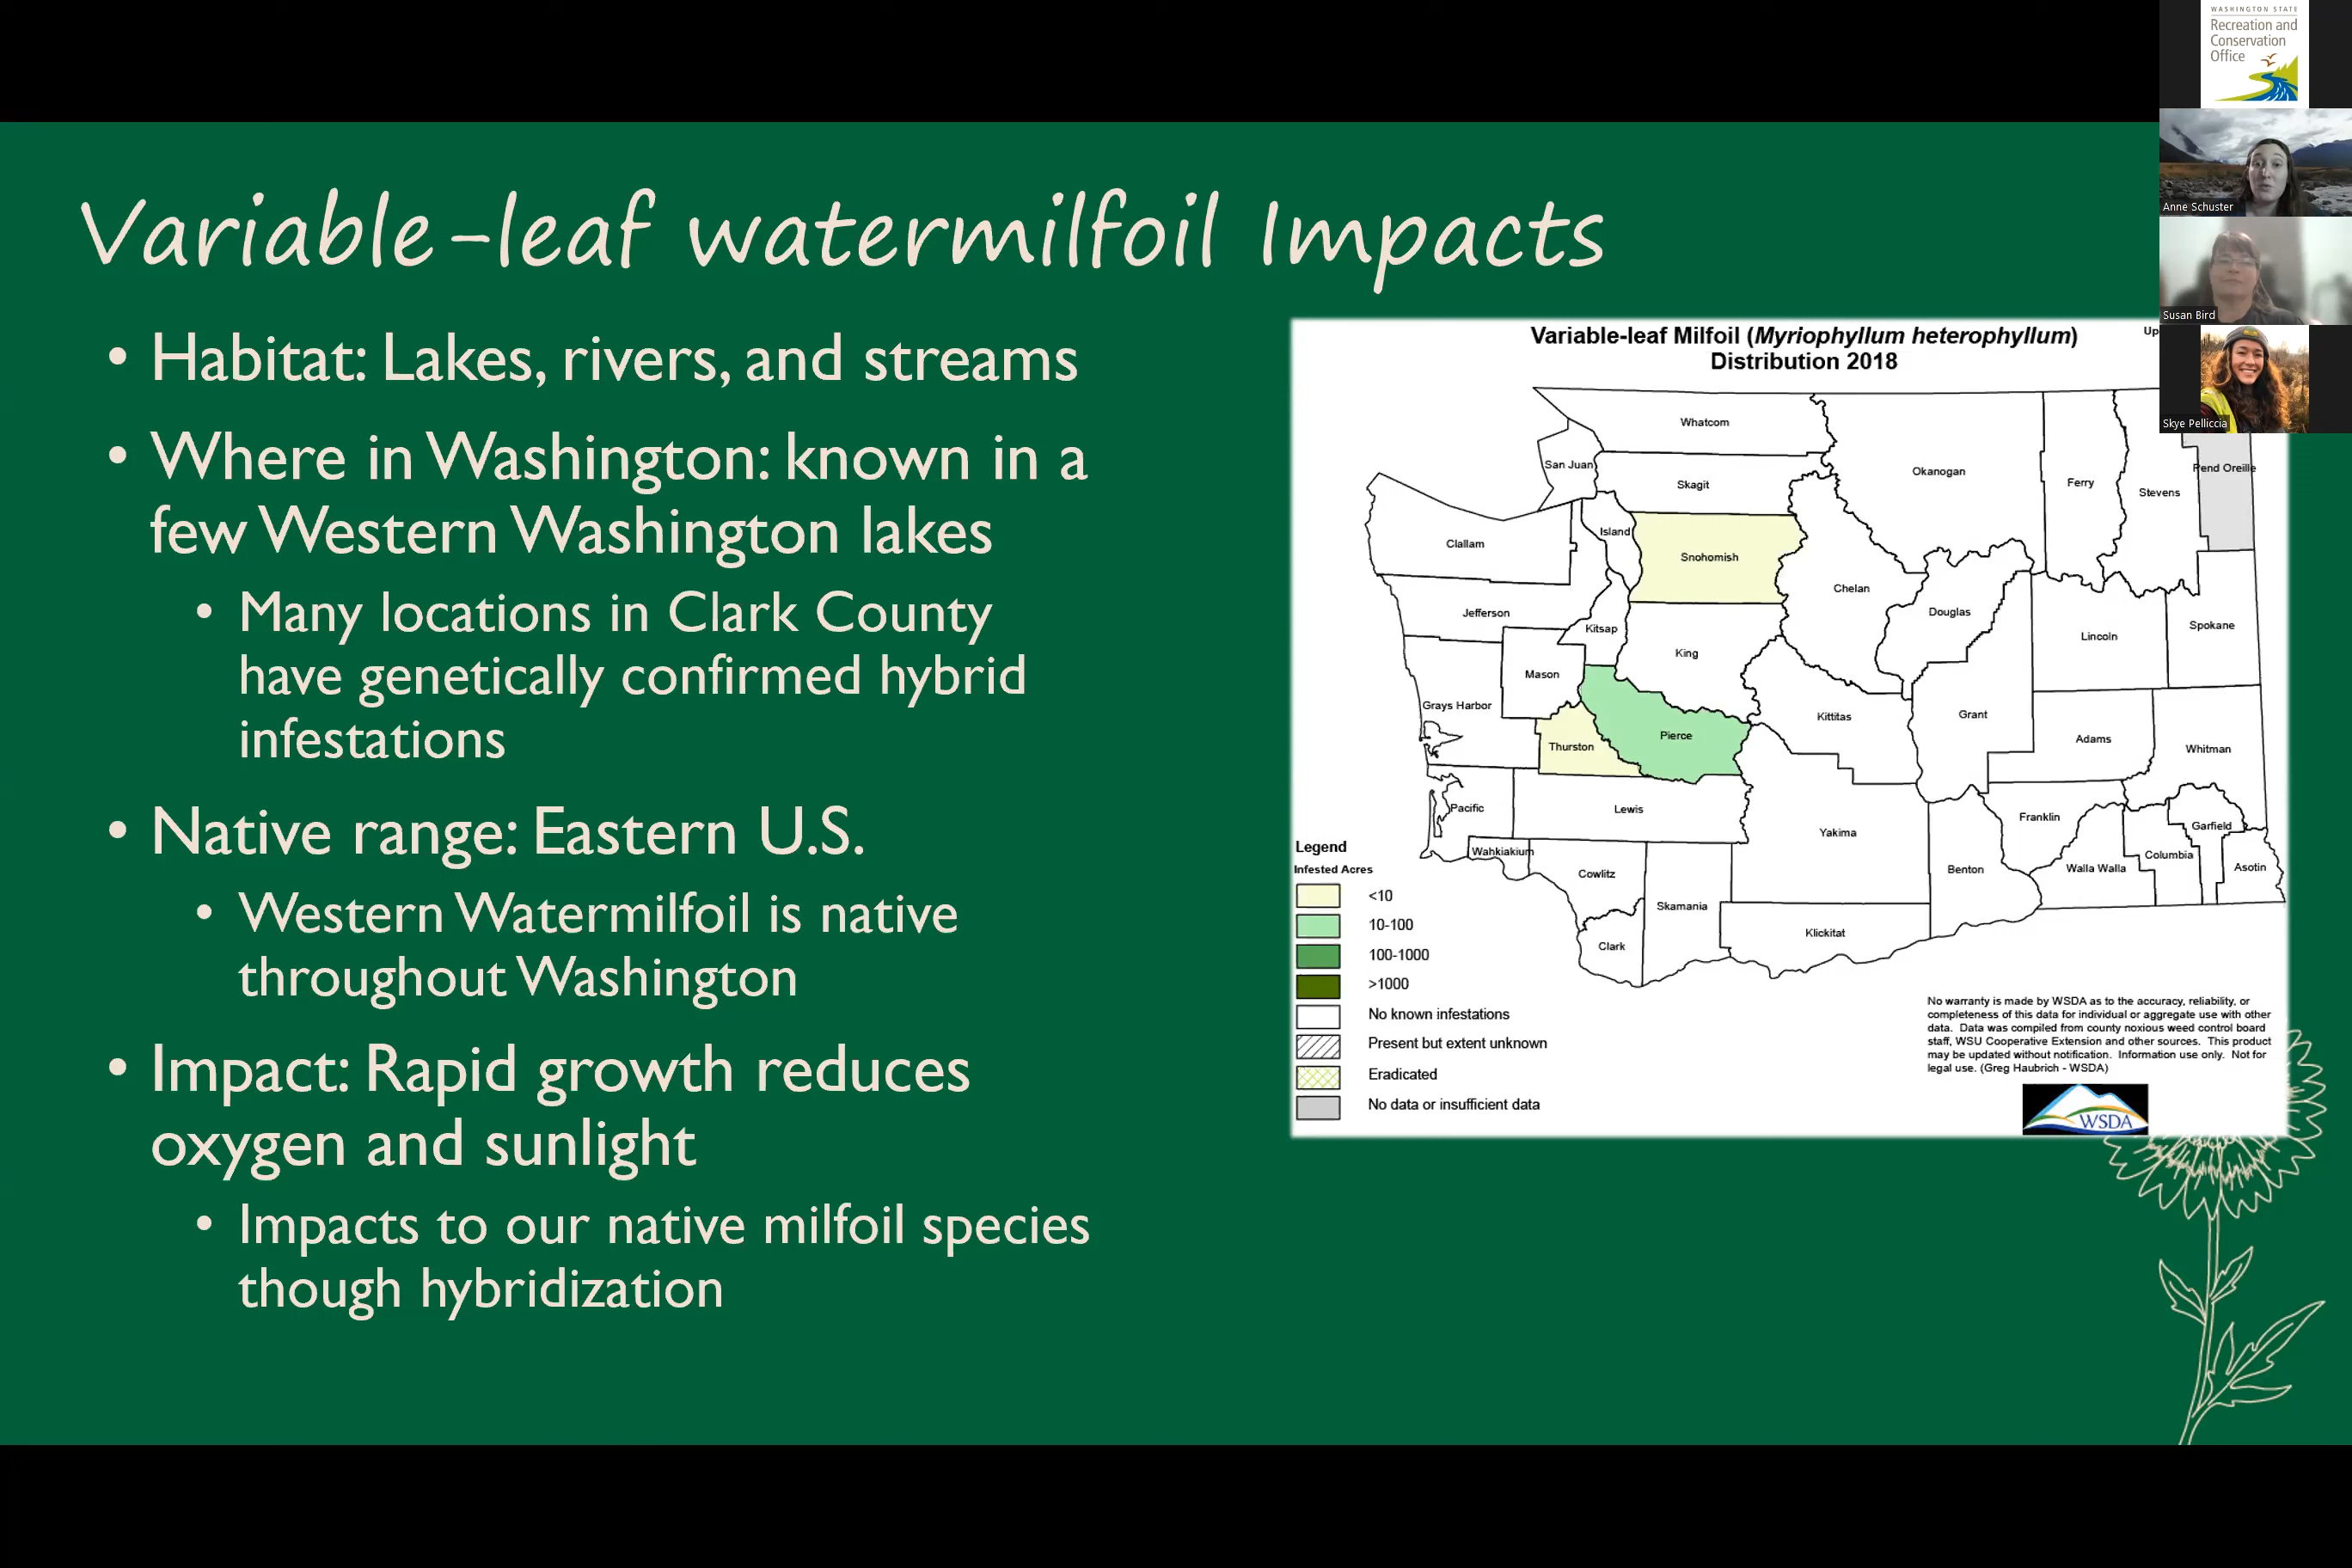 WASHINGTON STATE
Recreation and
Conservation
Office
Anne Schuster
Susan Bird
Skye Pelliccia
Variable-leaf watermilfoil Impacts
• Habitat: Lakes, rivers, and streams
• Where in Washington: known in a
few Western Washington lakes
• Many locations in Clark County
have genetically confirmed hybrid
infestations
• Native range: Eastern U.S.
• Western Watermilfoil is native
throughout Washington
• Impact: Rapid growth reduces
oxygen and sunlight
• Impacts to our native milfoil species
though hybridization
Variable-leaf Milfoil (Myriophyllum heterophyllum)
Distribution 2018
Up
Whatcom
San Juan
Skagit
Okanogan
Ferry
Stevens
Pend Oreille
Island
Clallam
Snohomish
Chelan
Jefferson
Douglas
Kitsap
Lincoln
Spokane
King
Mason
Grays Harbor
Kittitas
Grant
Pierce
Thurston
Adams
Whitman
Pacific
Lewis
Yakima
Franklin
Garfield
Wahkiakium
Columbia
Cowlitz
Benton
Walla Walla
Asotin
Skamania
Klickitat
Clark
Legend
Infested Acres
<10
10-100
100-1000
>1000
No known infestations
Present but extent unknown
Eradicated
No data or insufficient data
No warranty is made by WSDA as to the accuracy, reliability, or
completeness of this data for individual or aggregate use with other
data. Data was compiled from county noxious weed control board
staff, WSU Cooperative Extension and other sources. This product
may be updated without notification. Information use only. Not for
legal use. (Greg Haubrich - WSDA)
WSDA